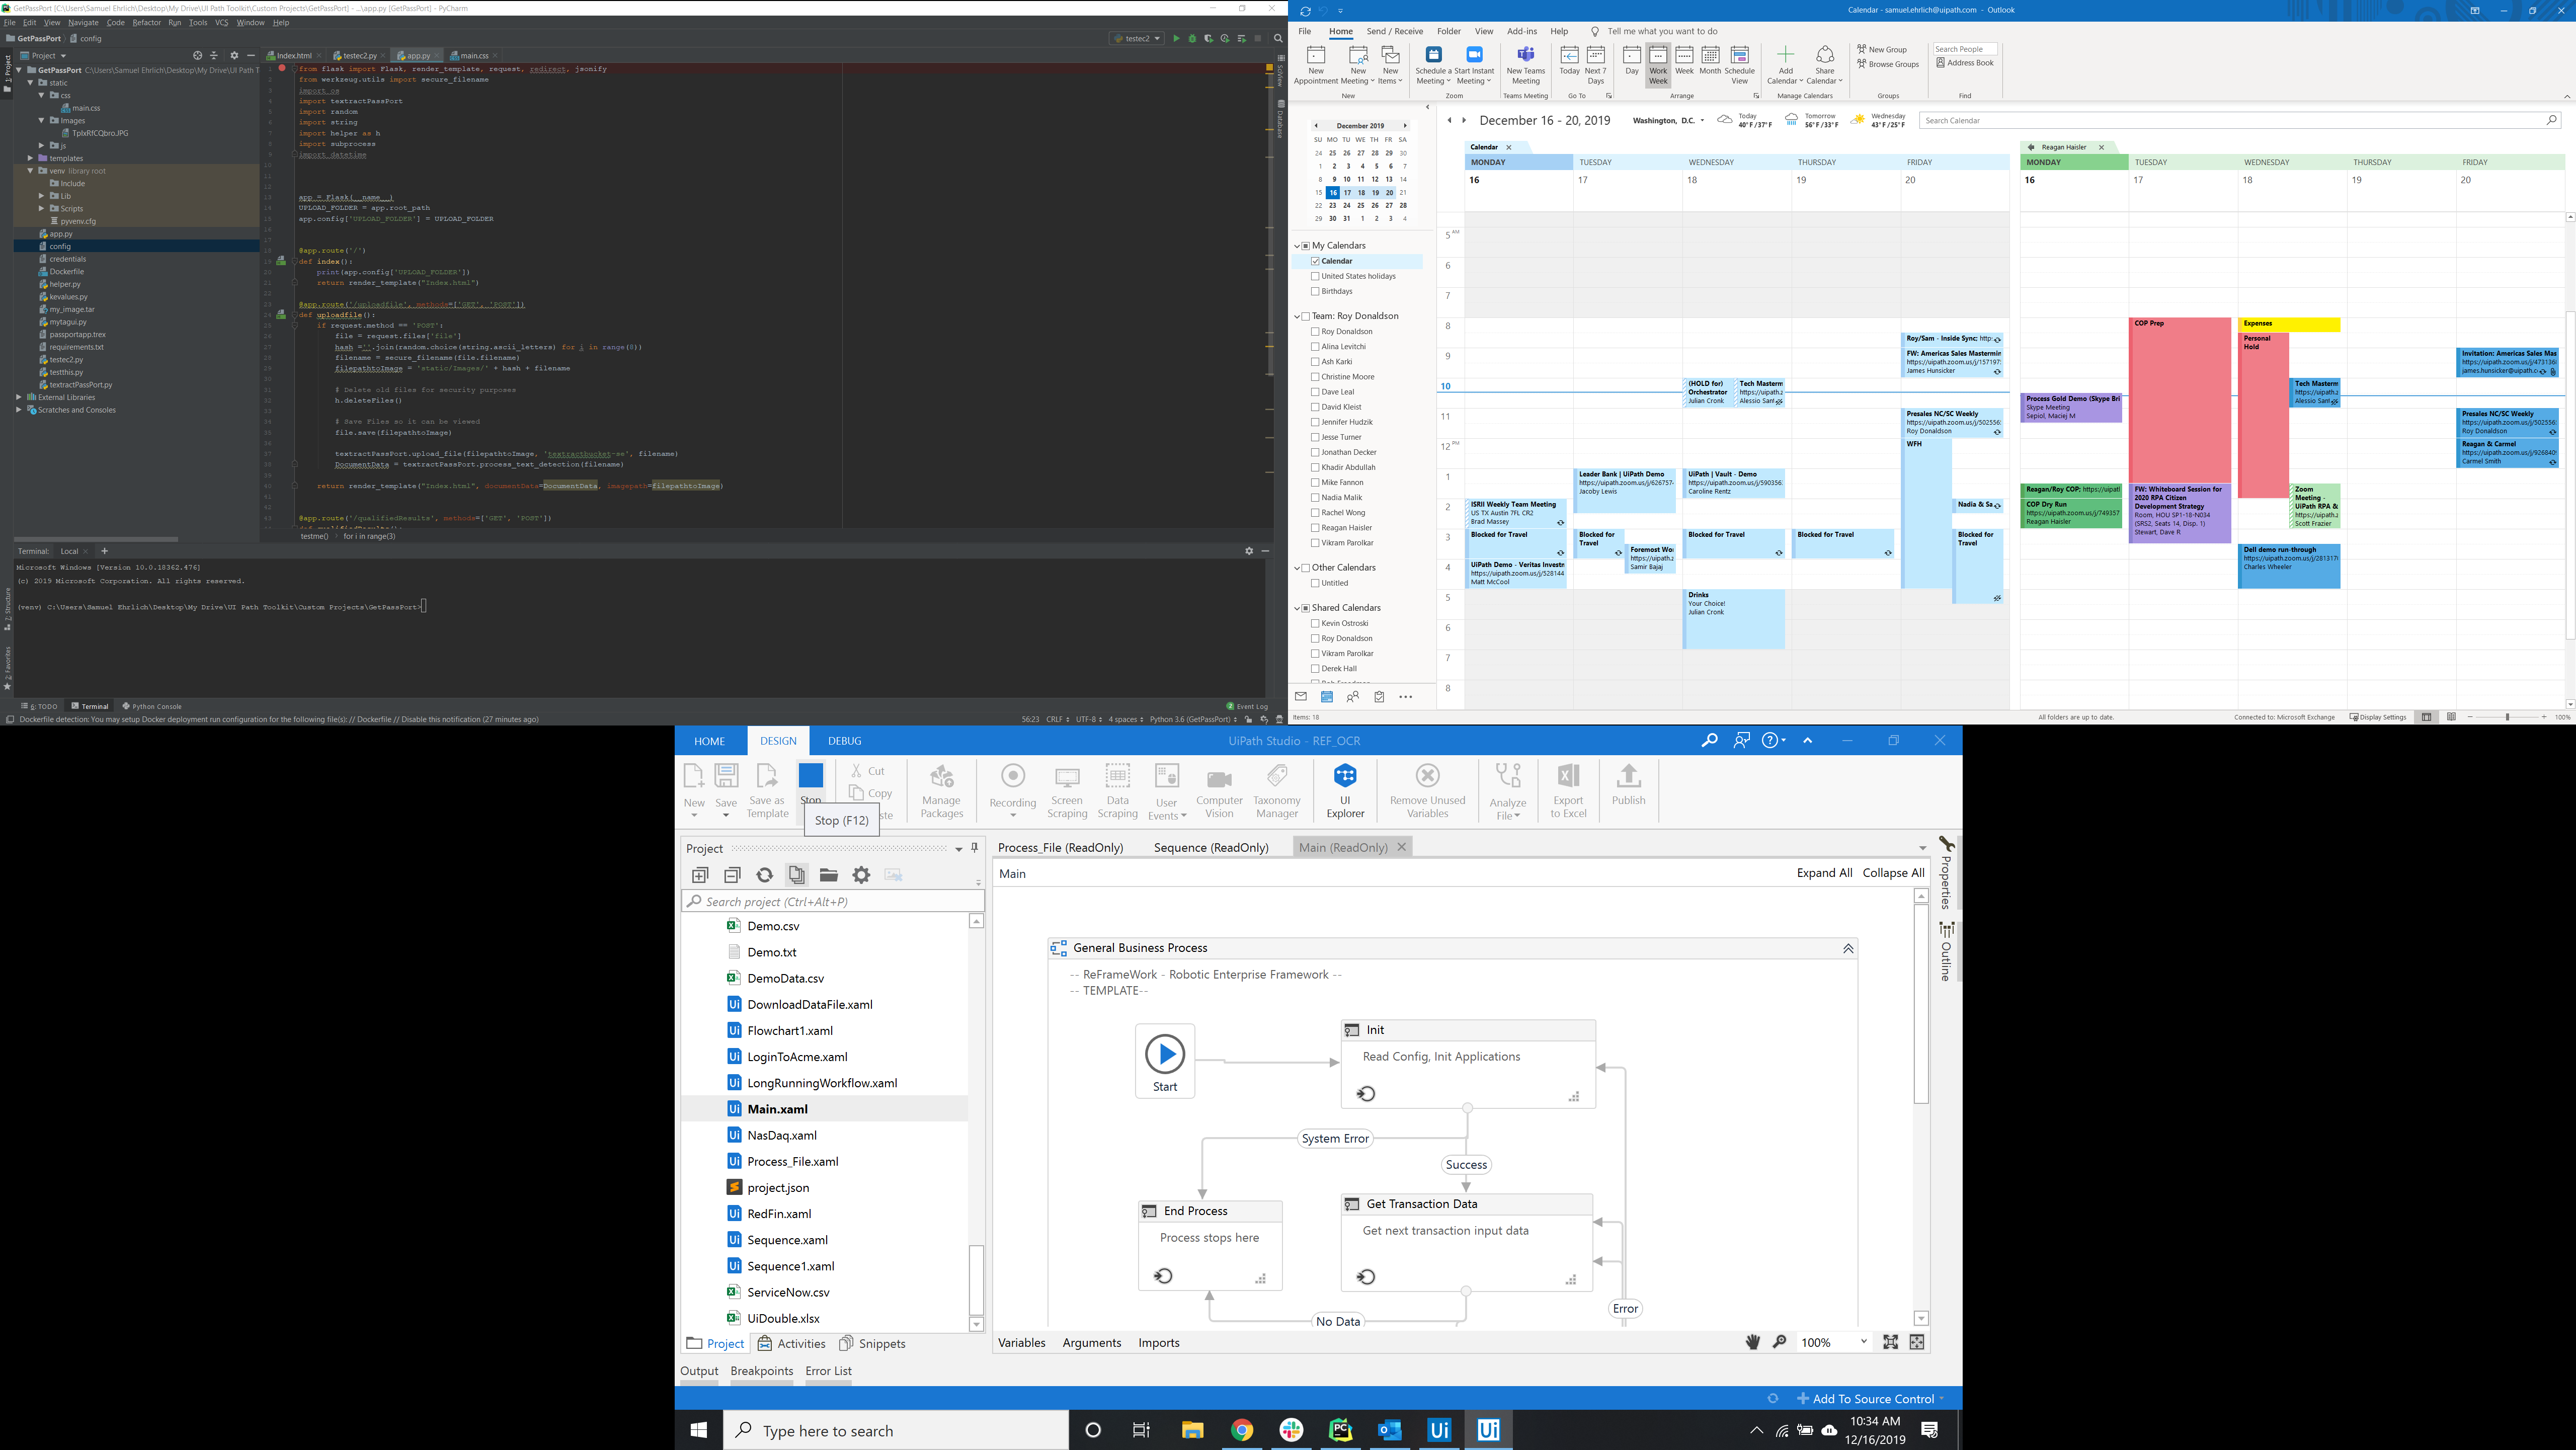 GetPassPort [C:\Users\Samuel Ehrlich\Desktop\My Drive\UI Path Toolkit\Custom Projects\GetPassPort] - ...\app.py [GetPassPort] - PyCharm
File Edit View Navigate Code Refactor Run Tools VCS Window Help
GetPassPort config
testec2
Project
Index.html testec2.py app.py main.css
GetPassPort C:\Users\Samuel Ehrlich\Desktop\My Drive\UI Path T
static
css
main.css
Images
TplxRfCQbro.JPG
js
templates
venv library root
Include
Lib
Scripts
pyvenv.cfg
app.py
config
credentials
Dockerfile
helper.py
kevalues.py
my_image.tar
mytagui.py
passportapp.trex
requirements.txt
testec2.py
testthis.py
textractPassPort.py
External Libraries
Scratches and Consoles
from flask import Flask, render_template, request, redirect, jsonify
from werkzeug.utils import secure_filename
import os
import textractPassPort
import random
import string
import helper as h
import subprocess
import datetime
app = Flask(__name__)
UPLOAD_FOLDER = app.root_path
app.config['UPLOAD_FOLDER'] = UPLOAD_FOLDER
@app.route('/')
def index():
print(app.config['UPLOAD_FOLDER'])
return render_template("Index.html")
@app.route('/uploadfile', methods=['GET', 'POST'])
def uploadfile():
if request.method == 'POST':
file = request.files['file']
hash =''.join(random.choice(string.ascii_letters) for i in range(8))
filename = secure_filename(file.filename)
filepathtoImage = 'static/Images/' + hash + filename
# Delete old files for security purposes
h.deleteFiles()
# Save Files so it can be viewed
file.save(filepathtoImage)
textractPassPort.upload_file(filepathtoImage, 'textractbucket-se', filename)
DocumentData = textractPassPort.process_text_detection(filename)
return render_template("Index.html", documentData=DocumentData, imagepath=filepathtoImage)
@app.route('/qualifiedResults', methods=['GET', 'POST'])
testme() for i in range(3)
Terminal: Local +
Microsoft Windows [Version 10.0.18362.476]
(c) 2019 Microsoft Corporation. All rights reserved.
(venv) C:\Users\Samuel Ehrlich\Desktop\My Drive\UI Path Toolkit\Custom Projects\GetPassPort>
6: TODO Terminal Python Console
Event Log
Dockerfile detection: You may setup Docker deployment run configuration for the following file(s): // Dockerfile // Disable this notification (27 minutes ago)
56:23 CRLF UTF-8 4 spaces Python 3.6 (GetPassPort)
1: Project
SciView
Database
Structure
2: Favorites
Calendar - samuel.ehrlich@uipath.com - Outlook
File Home Send / Receive Folder View Add-ins Help Tell me what you want to do
New Appointment
New Meeting
New Items
Schedule a Meeting
Start Instant Meeting
New Teams Meeting
Today
Next 7 Days
Day
Work Week
Week
Month
Schedule View
Add Calendar
Share Calendar
New Group
Browse Groups
Search People
Address Book
New Zoom Teams Meeting Go To Arrange Manage Calendars Groups Find
December 2019
SU MO TU WE TH FR SA
24 25 26 27 28 29 30
1 2 3 4 5 6 7
8 9 10 11 12 13 14
15 16 17 18 19 20 21
22 23 24 25 26 27 28
29 30 31 1 2 3 4
My Calendars
Calendar
United States holidays
Birthdays
Team: Roy Donaldson
Roy Donaldson
Alina Levitchi
Ash Karki
Christine Moore
Dave Leal
David Kleist
Jennifer Hudzik
Jesse Turner
Jonathan Decker
Khadir Abdullah
Mike Fannon
Nadia Malik
Rachel Wong
Reagan Haisler
Vikram Parolkar
Other Calendars
Untitled
Shared Calendars
Kevin Ostroski
Roy Donaldson
Vikram Parolkar
Derek Hall
December 16 - 20, 2019
Washington, D.C.
Today
40°F/37°F
Tomorrow
56°F/33°F
Wednesday
43°F/25°F
Search Calendar
Calendar
MONDAY TUESDAY WEDNESDAY THURSDAY FRIDAY
16 17 18 19 20
5 AM
6
7
8
9
10
11
12 PM
1
2
3
4
5
6
7
8
Roy/Sam - Inside Sync; http:
FW: Americas Sales Mastermin
https://uipath.zoom.us/j/157197
James Hunsicker
(HOLD for) Orchestrator
Julian Cronk
Tech Masterm
https://uipath.z
Alessio Sant
Presales NC/SC Weekly
https://uipath.zoom.us/j/502556
Roy Donaldson
WFH
Leader Bank | UiPath Demo
https://uipath.zoom.us/j/626757
Jacoby Lewis
UiPath | Vault - Demo
https://uipath.zoom.us/j/590356
Caroline Rentz
ISRII Weekly Team Meeting
US TX Austin 7FL CR2
Brad Massey
Nadia & Sa
Blocked for Travel
Blocked for Travel
Foremost Wo
https://uipath.z
Samir Bajaj
Blocked for Travel
Blocked for Travel
Blocked for Travel
UiPath Demo - Veritas Investm
https://uipath.zoom.us/j/528144
Matt McCool
Drinks
Your Choice!
Julian Cronk
Reagan Haisler
MONDAY TUESDAY WEDNESDAY THURSDAY FRIDAY
16 17 18 19 20
COP Prep
Expenses
Personal Hold
Invitation: Americas Sales Mas
https://uipath.zoom.us/j/473136
james.hunsicker@uipath.c
Tech Masterm
https://uipath.z
Alessio Sant
Process Gold Demo (Skype Bri
Skype Meeting
Sepiol, Maciej M
Presales NC/SC Weekly
https://uipath.zoom.us/j/502556
Roy Donaldson
Reagan & Carmel
https://uipath.zoom.us/j/926840
Carmel Smith
Reagan/Roy COP; https://uipatl
COP Dry Run
https://uipath.zoom.us/j/749357
Reagan Haisler
FW: Whiteboard Session for
2020 RPA Citizen
Development Strategy
Room, HOU SP1-18-N034
(SRS2, Seats 14, Disp. 1)
Stewart, Dave R
Zoom
Meeting -
UiPath RPA &
https://uipath.z
Scott Frazier
Dell demo run-through
https://uipath.zoom.us/j/281317
Charles Wheeler
Items: 18
All folders are up to date.
Connected to: Microsoft Exchange
Display Settings
100%
HOME DESIGN DEBUG
UiPath Studio - REF_OCR
New
Save
Save as Template
Stop
Cut
Copy
ste
Stop (F12)
Manage Packages
Recording
Screen Scraping
Data Scraping
User Events
Computer Vision
Taxonomy Manager
UI Explorer
Remove Unused Variables
Analyze File
Export to Excel
Publish
Project
Search project (Ctrl+Alt+P)
Demo.csv
Demo.txt
DemoData.csv
DownloadDataFile.xaml
Flowchart1.xaml
LoginToAcme.xaml
LongRunningWorkflow.xaml
Main.xaml
NasDaq.xaml
Process_File.xaml
project.json
RedFin.xaml
Sequence.xaml
Sequence1.xaml
ServiceNow.csv
UiDouble.xlsx
Project Activities Snippets
Output Breakpoints Error List
Process_File (ReadOnly) Sequence (ReadOnly) Main (ReadOnly)
Main
Expand All Collapse All
General Business Process
-- ReFrameWork - Robotic Enterprise Framework --
-- TEMPLATE--
Start
Init
Read Config, Init Applications
System Error
Success
End Process
Process stops here
Get Transaction Data
Get next transaction input data
No Data
Error
Properties
Outline
Variables Arguments Imports
100%
Add To Source Control
Type here to search
10:34 AM
12/16/2019